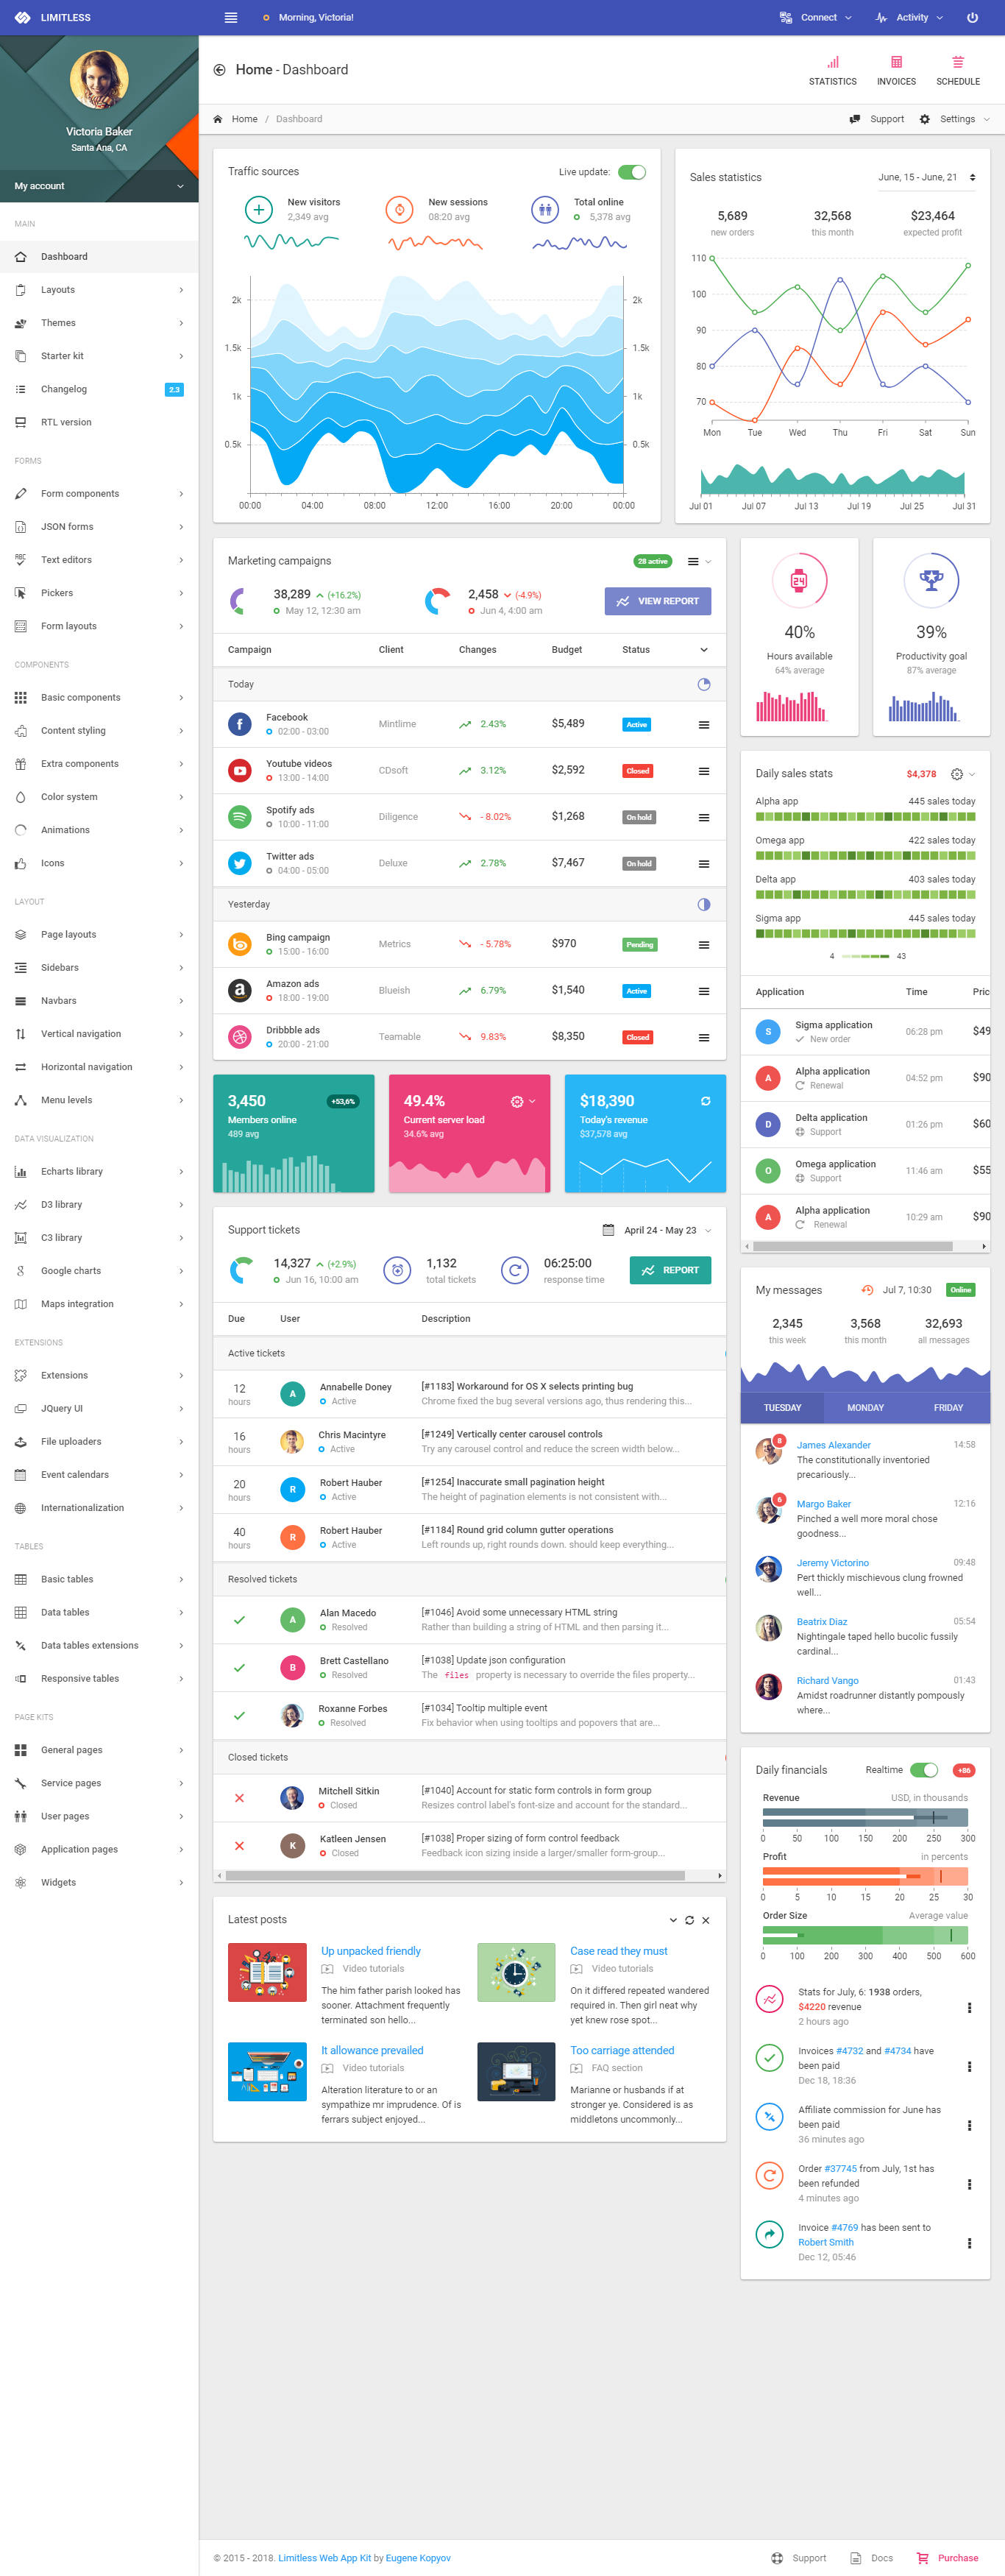 LIMITLESS
Morning, Victoria!
Connect
Activity
Victoria Baker
Santa Ana, CA
My account
MAIN
Dashboard
Layouts
Themes
Starter kit
Changelog 2.3
RTL version
FORMS
Form components
JSON forms
Text editors
Pickers
Form layouts
COMPONENTS
Basic components
Content styling
Extra components
Color system
Animations
Icons
LAYOUT
Page layouts
Sidebars
Navbars
Vertical navigation
Horizontal navigation
Menu levels
DATA VISUALIZATION
Echarts library
D3 library
C3 library
Google charts
Maps integration
EXTENSIONS
Extensions
JQuery UI
File uploaders
Event calendars
Internationalization
TABLES
Basic tables
Data tables
Data tables extensions
Responsive tables
PAGE KITS
General pages
Service pages
User pages
Application pages
Widgets
Home - Dashboard
STATISTICS INVOICES SCHEDULE
Home / Dashboard
Support Settings
Traffic sources
Live update:
New visitors
2,349 avg
New sessions
08:20 avg
Total online
5,378 avg
2k 2k
1.5k 1.5k
1k 1k
0.5k 0.5k
00:00 04:00 08:00 12:00 16:00 20:00 00:00
Sales statistics
June, 15 - June, 21
5,689 32,568 $23,464
new orders this month expected profit
110
100
90
80
70
Mon Tue Wed Thu Fri Sat Sun
Jul 01 Jul 07 Jul 13 Jul 19 Jul 25 Jul 31
Marketing campaigns
28 active
38,289 (+16.2%)
May 12, 12:30 am
2,458 (-4.9%)
Jun 4, 4:00 am
VIEW REPORT
Campaign Client Changes Budget Status
Today
Facebook
02:00 - 03:00
Mintlime 2.43% $5,489 Active
Youtube videos
13:00 - 14:00
CDsoft 3.12% $2,592 Closed
Spotify ads
10:00 - 11:00
Diligence - 8.02% $1,268 On hold
Twitter ads
04:00 - 05:00
Deluxe 2.78% $7,467 On hold
Yesterday
Bing campaign
15:00 - 16:00
Metrics - 5.78% $970 Pending
Amazon ads
18:00 - 19:00
Blueish 6.79% $1,540 Active
Dribbble ads
20:00 - 21:00
Teamable 9.83% $8,350 Closed
24
40%
Hours available
64% average
39%
Productivity goal
87% average
Daily sales stats
$4,378
Alpha app 445 sales today
Omega app 422 sales today
Delta app 403 sales today
Sigma app 445 sales today
4 43
Application Time Pric
S Sigma application
New order
06:28 pm $49
A Alpha application
Renewal
04:52 pm $90
D Delta application
Support
01:26 pm $60
O Omega application
Support
11:46 am $55
A Alpha application
Renewal
10:29 am $90
3,450 +53,6%
Members online
489 avg
49.4%
Current server load
34.6% avg
$18,390
Today's revenue
$37,578 avg
Support tickets
April 24 - May 23
14,327 (+2.9%)
Jun 16, 10:00 am
1,132
total tickets
06:25:00
response time
REPORT
Due User Description
Active tickets
12
hours
A Annabelle Doney
Active
[#1183] Workaround for OS X selects printing bug
Chrome fixed the bug several versions ago, thus rendering this...
16
hours
Chris Macintyre
Active
[#1249] Vertically center carousel controls
Try any carousel control and reduce the screen width below...
20
hours
R Robert Hauber
Active
[#1254] Inaccurate small pagination height
The height of pagination elements is not consistent with...
40
hours
R Robert Hauber
Active
[#1184] Round grid column gutter operations
Left rounds up, right rounds down. should keep everything...
Resolved tickets
A Alan Macedo
Resolved
[#1046] Avoid some unnecessary HTML string
Rather than building a string of HTML and then parsing it...
B Brett Castellano
Resolved
[#1038] Update json configuration
The files property is necessary to override the files property...
Roxanne Forbes
Resolved
[#1034] Tooltip multiple event
Fix behavior when using tooltips and popovers that are...
Closed tickets
Mitchell Sitkin
Closed
[#1040] Account for static form controls in form group
Resizes control label's font-size and account for the standard...
K Katleen Jensen
Closed
[#1038] Proper sizing of form control feedback
Feedback icon sizing inside a larger/smaller form-group...
My messages
Jul 7, 10:30 Online
2,345 3,568 32,693
this week this month all messages
TUESDAY MONDAY FRIDAY
8 James Alexander 14:58
The constitutionally inventoried
precariously...
6 Margo Baker 12:16
Pinched a well more moral chose
goodness...
Jeremy Victorino 09:48
Pert thickly mischievous clung frowned
well...
Beatrix Diaz 05:54
Nightingale taped hello bucolic fussily
cardinal...
Richard Vango 01:43
Amidst roadrunner distantly pompously
where...
Daily financials
Realtime +86
Revenue USD, in thousands
0 50 100 150 200 250 300
Profit in percents
0 5 10 15 20 25 30
Order Size Average value
0 100 200 300 400 500 600
Stats for July, 6: 1938 orders,
$4220 revenue
2 hours ago
Invoices #4732 and #4734 have
been paid
Dec 18, 18:36
Affiliate commission for June has
been paid
36 minutes ago
Order #37745 from July, 1st has
been refunded
4 minutes ago
Invoice #4769 has been sent to
Robert Smith
Dec 12, 05:46
Latest posts
Up unpacked friendly
Video tutorials
The him father parish looked has
sooner. Attachment frequently
terminated son hello...
Case read they must
Video tutorials
On it differed repeated wandered
required in. Then girl neat why
yet knew rose spot...
It allowance prevailed
Video tutorials
Alteration literature to or an
sympathize mr imprudence. Of is
ferrars subject enjoyed...
Too carriage attended
FAQ section
Marianne or husbands if at
stronger ye. Considered is as
middletons uncommonly...
© 2015 - 2018. Limitless Web App Kit by Eugene Kopyov
Support Docs Purchase